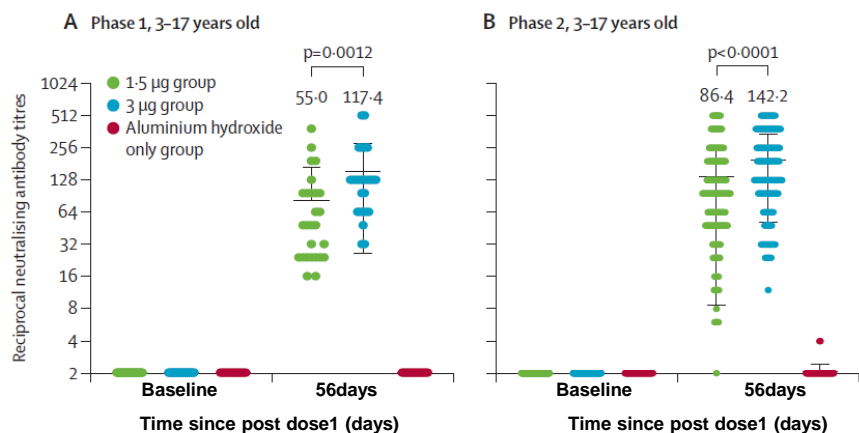 A Phase 1, 3–17 years old
p=0·0012
1·5 µg group
3 µg group
Aluminium hydroxide
only group
55·0 117·4
Reciprocal neutralising antibody titres
1024
512
256
128
64
32
16
8
4
2
Baseline 56days
Time since post dose1 (days)
B Phase 2, 3–17 years old
p<0·0001
86·4 142·2
Baseline 56days
Time since post dose1 (days)